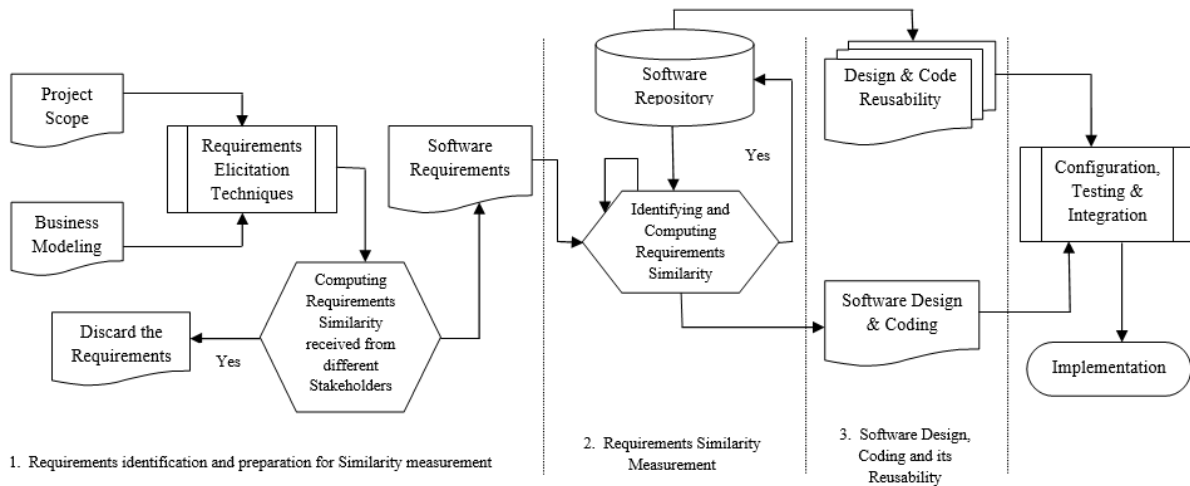 Project
Scope
Business
Modeling
Requirements
Elicitation
Techniques
Discard the
Requirements
Yes
Computing
Requirements
Similarity
received from
different
Stakeholders
Software
Requirements
1. Requirements identification and preparation for Similarity measurement
Software
Repository
Yes
Identifying and
Computing
Requirements
Similarity
2. Requirements Similarity
Measurement
Design & Code
Reusability
Software Design
& Coding
3. Software Design,
Coding and its
Reusability
Configuration,
Testing &
Integration
Implementation